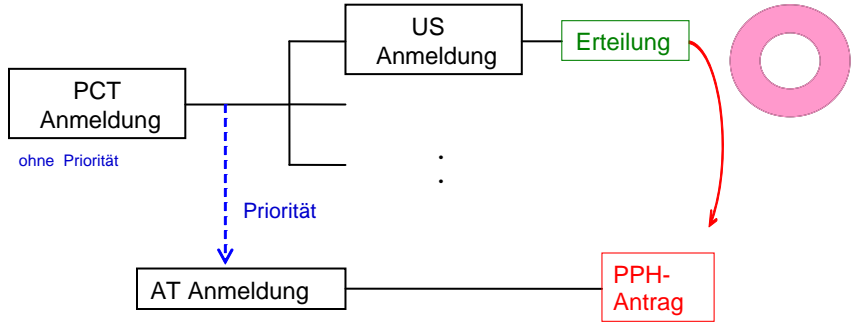 US
Anmeldung
Erteilung
PCT
Anmeldung
ohne Priorität
.
.
Priorität
AT Anmeldung
PPH-
Antrag